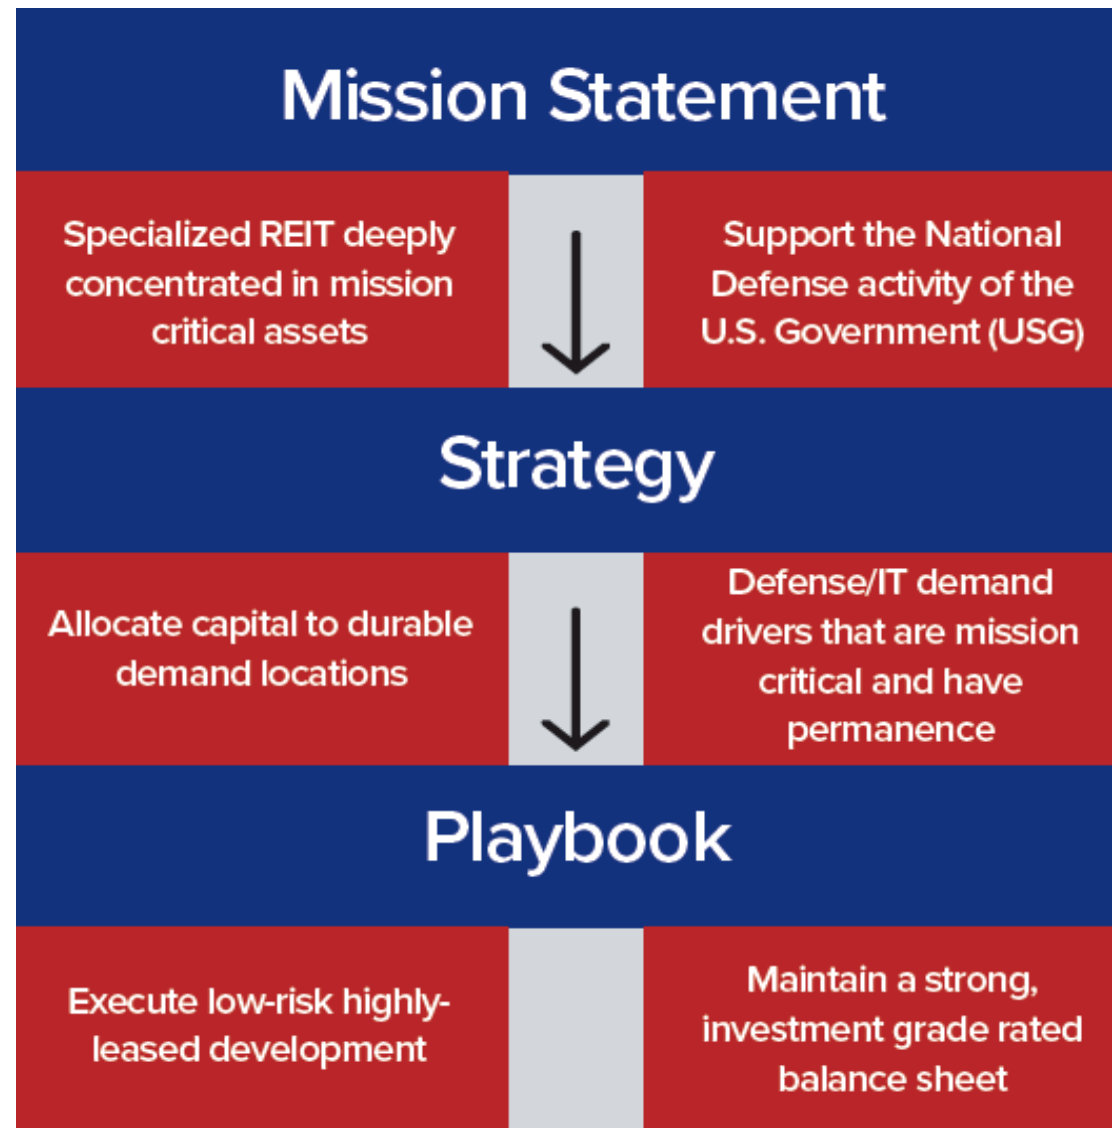 Mission Statement
Specialized REIT deeply
concentrated in mission
critical assets
Support the National
Defense activity of the
U.S. Government (USG)
Strategy
Allocate capital to durable
demand locations
Defense/IT demand
drivers that are mission
critical and have
permanence
Playbook
Execute low-risk highly-
leased development
Maintain a strong,
investment grade rated
balance sheet